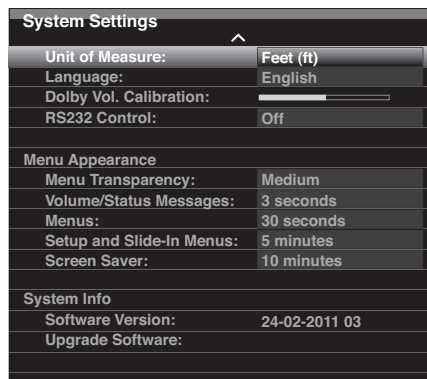 System Settings
Unit of Measure: Feet (ft)
Language: English
Dolby Vol. Calibration:
RS232 Control: Off
Menu Appearance
Menu Transparency: Medium
Volume/Status Messages: 3 seconds
Menus: 30 seconds
Setup and Slide-In Menus: 5 minutes
Screen Saver: 10 minutes
System Info
Software Version: 24-02-2011 03
Upgrade Software: